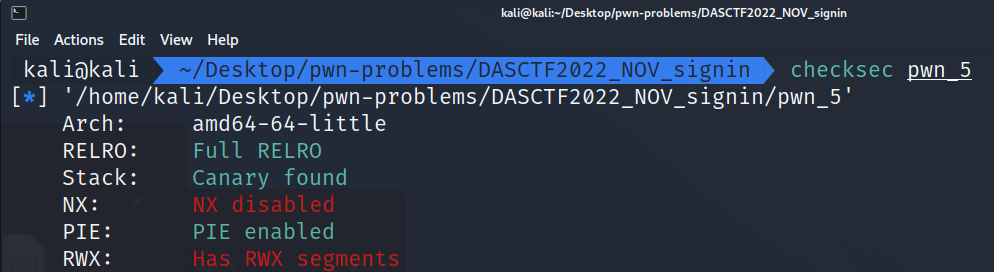 kali@kali:~/Desktop/pwn-problems/DASCTF2022_NOV_signin
File Actions Edit View Help
kali@kali ~/Desktop/pwn-problems/DASCTF2022_NOV_signin checksec pwn_5
[*] '/home/kali/Desktop/pwn-problems/DASCTF2022_NOV_signin/pwn_5'
Arch: amd64-64-little
RELRO: Full RELRO
Stack: Canary found
NX: NX disabled
PIE: PIE enabled
RWX: Has RWX segments